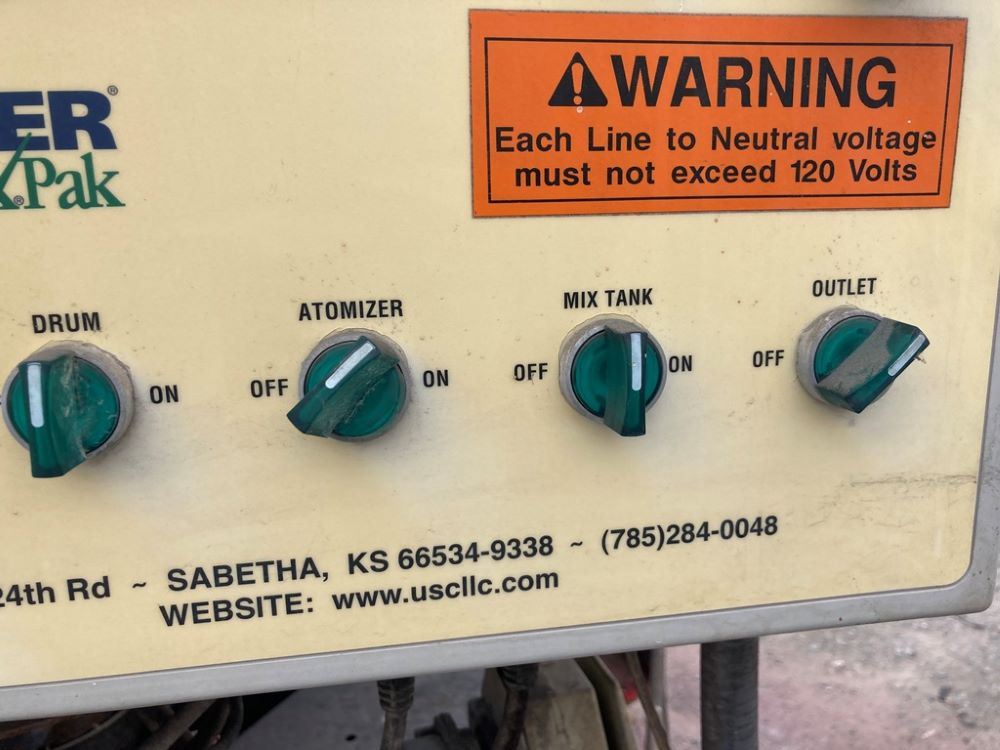 WARNING
Each Line to Neutral voltage
must not exceed 120 Volts
ER®
Pak
DRUM
ATOMIZER
MIX TANK
OUTLET
ON
OFF
ON
OFF
ON
OFF
24th Rd ~ SABETHA, KS 66534-9338 ~ (785)284-0048
WEBSITE: www.uscllc.com